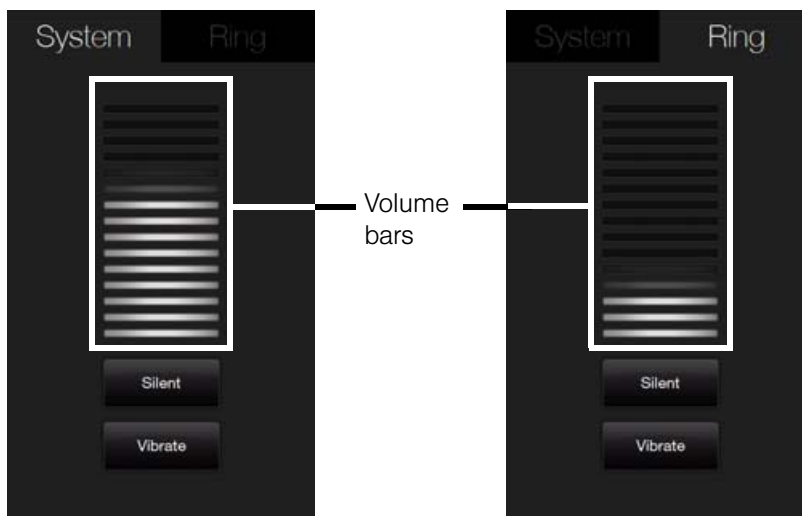 System Ring
System Ring
Volume
bars
Silent
Silent
Vibrate
Vibrate